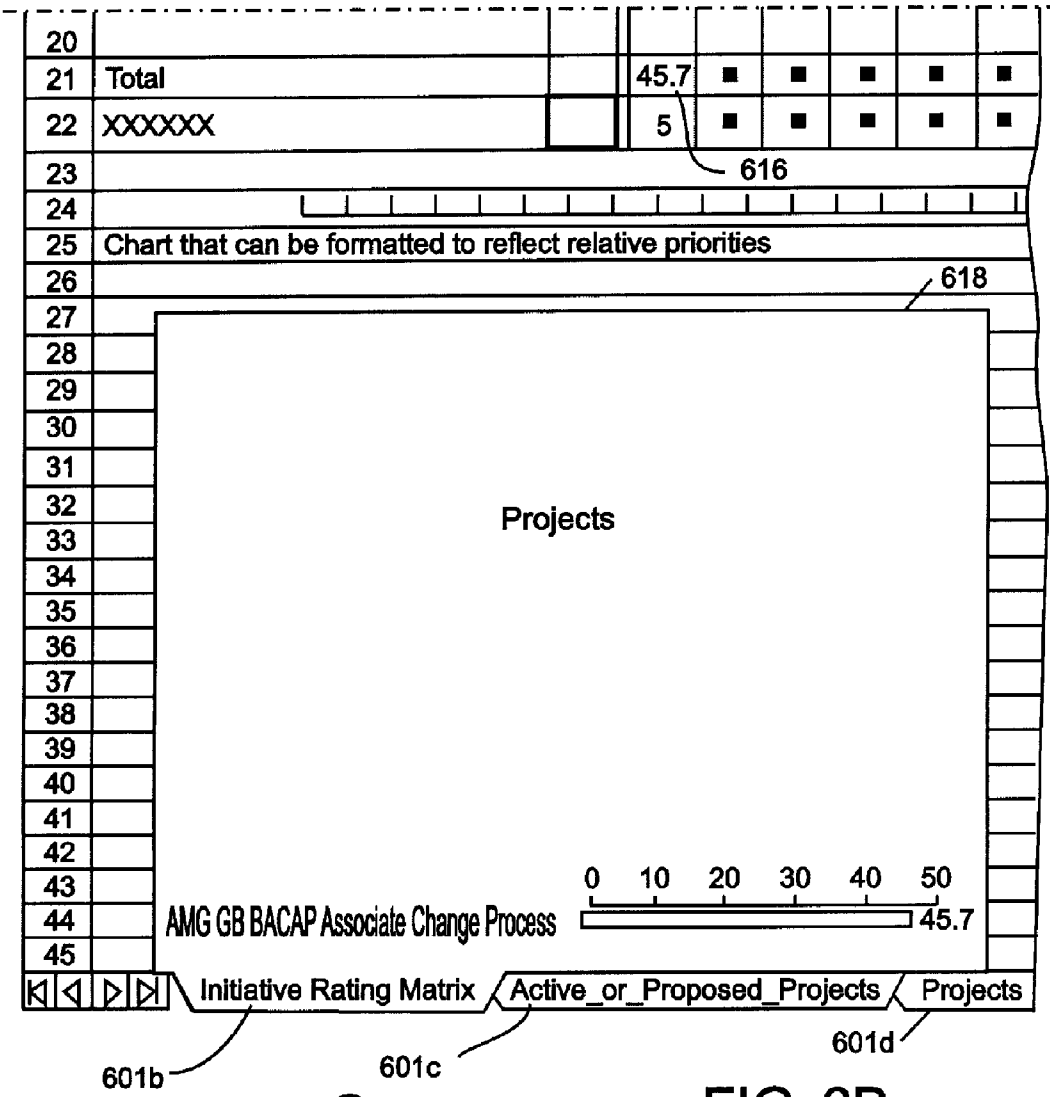 20
21 Total 45.7 ■ ■ ■ ■ ■
22 XXXXXX 5 ■ ■ ■ ■ ■
23 616
24
25 Chart that can be formatted to reflect relative priorities
26 618
27
28
29
30
31
32 Projects
33
34
35
36
37
38
39
40
41
42
43 0 10 20 30 40 50
44 AMG GB BACAP Associate Change Process 45.7
45
Initiative Rating Matrix Active_or_Proposed_Projects Projects
601b 601c 601d